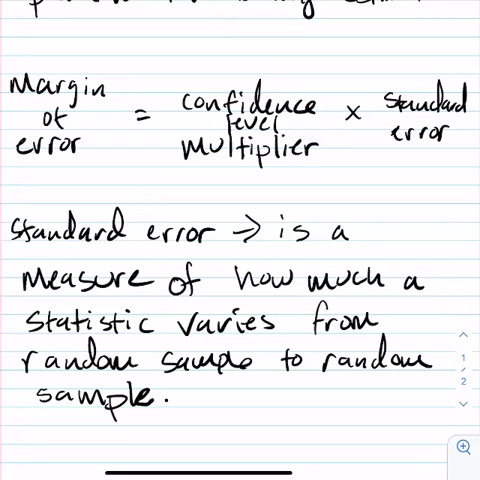 Margin of error = confidence level multiplier × standard error
standard error → is a
measure of how much a
statistic varies from
random sample to random
sample.
1
/
2